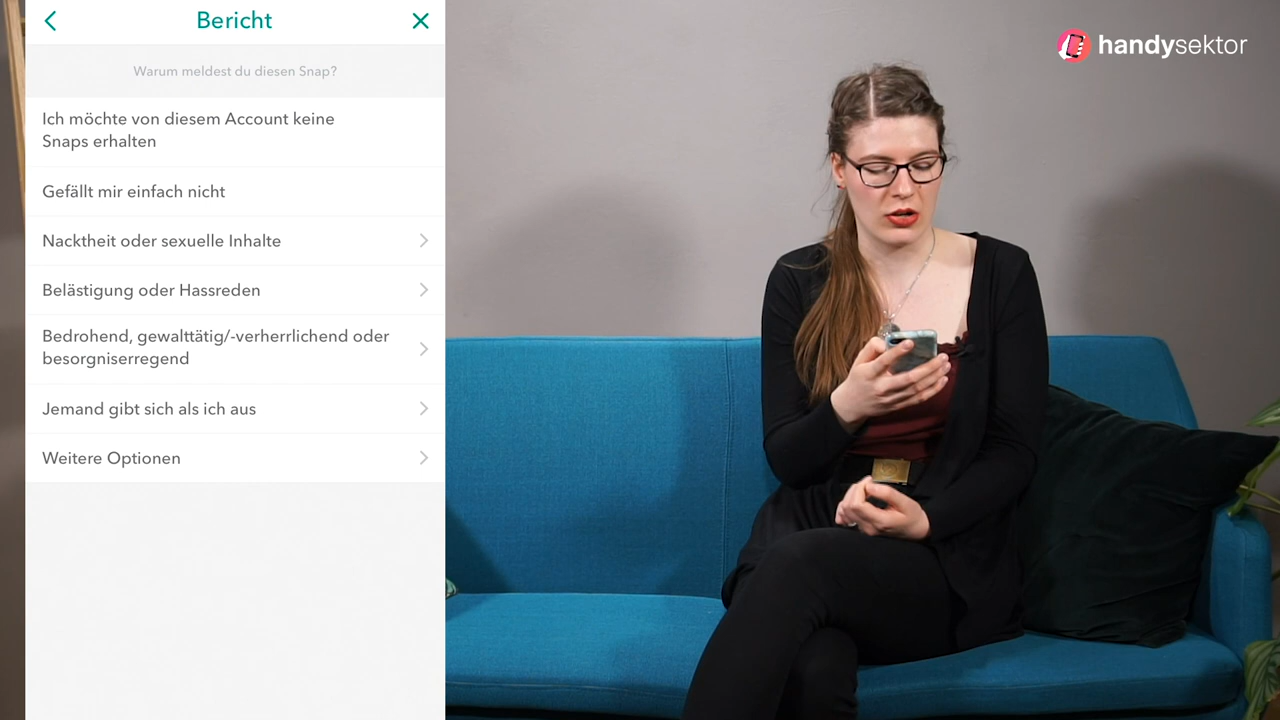 Bericht
Warum meldest du diesen Snap?
Ich möchte von diesem Account keine
Snaps erhalten
Gefällt mir einfach nicht
Nacktheit oder sexuelle Inhalte
Belästigung oder Hassreden
Bedrohend, gewalttätig/-verherrlichend oder
besorgniserregend
Jemand gibt sich als ich aus
Weitere Optionen
handysektor